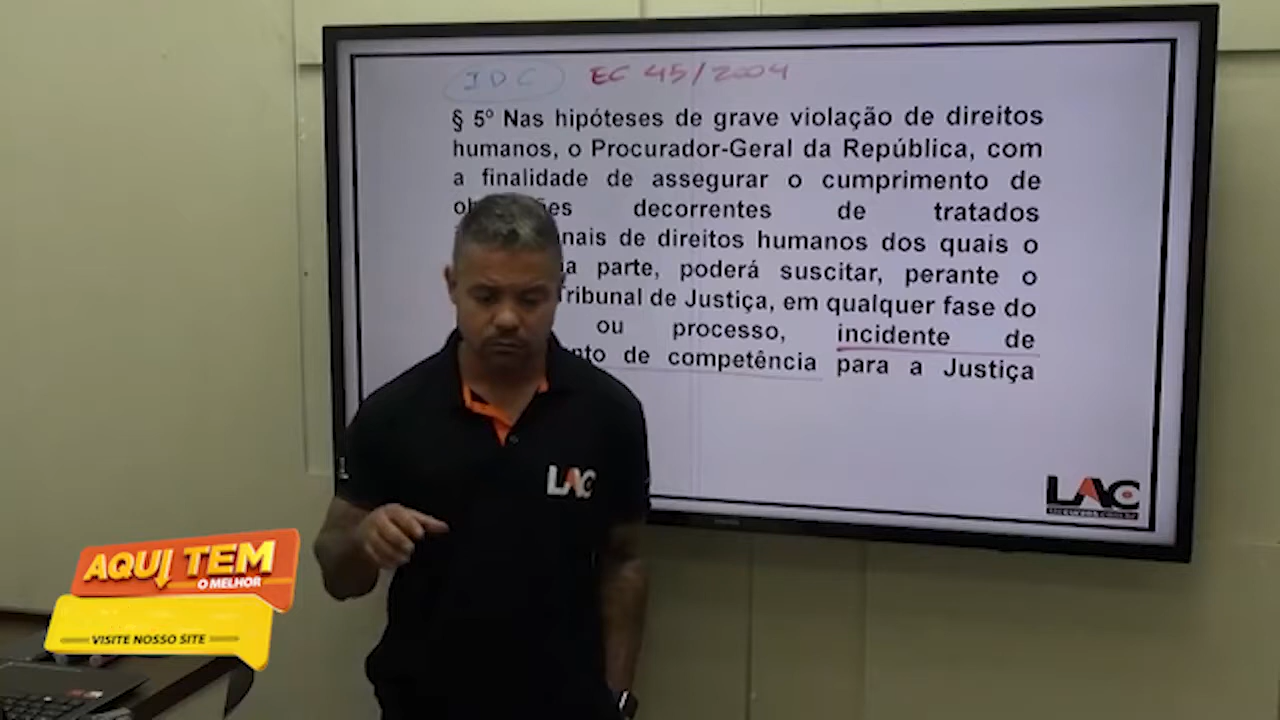 IDC EC 45/2004
§ 5º Nas hipóteses de grave violação de direitos
humanos, o Procurador-Geral da República, com
a finalidade de assegurar o cumprimento de
decorrentes de tratados
de direitos humanos dos quais o
parte, poderá suscitar, perante o
Tribunal de Justiça, em qualquer fase do
ou processo, incidente de
de competência para a Justiça
LAC
LAC
AQUI TEM
O MELHOR
VISITE NOSSO SITE